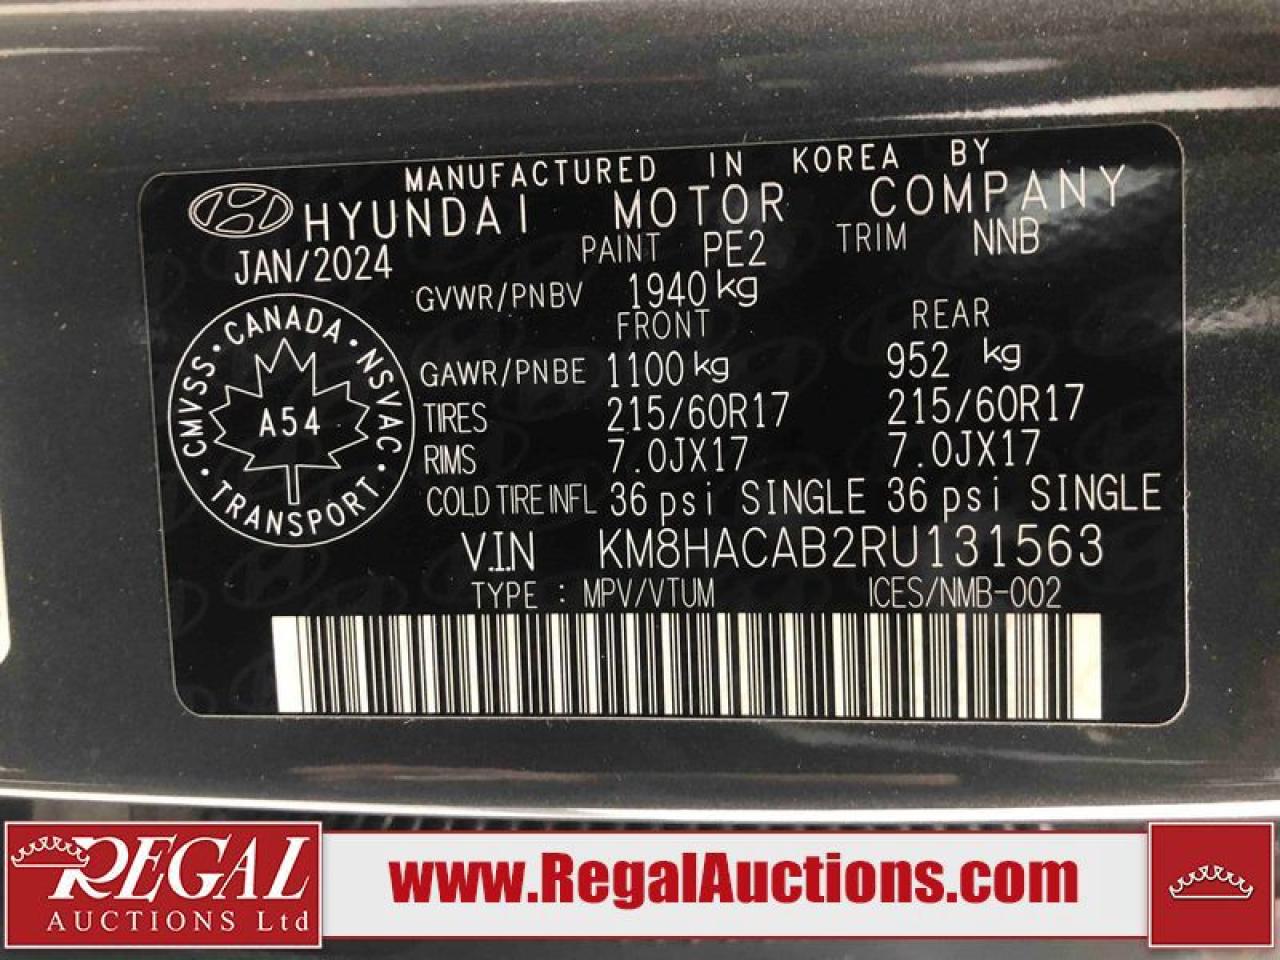 MANUFACTURED IN KOREA BY
HYUNDAI MOTOR COMPANY
JAN/2024 PAINT PE2 TRIM NNB
GVWR/PNBV 1940 kg
FRONT REAR
GAWR/PNBE 1100 kg 952 kg
TIRES 215/60R17 215/60R17
RIMS 7.0JX17 7.0JX17
COLD TIRE INFL 36 psi SINGLE 36 psi SINGLE
V.I.N KM8HACAB2RU131563
TYPE : MPV/VTUM ICES/NMB-002
CMVSS · CANADA · NSVAC · TRANSPORT ·
A54
REGAL
AUCTIONS Ltd
www.RegalAuctions.com